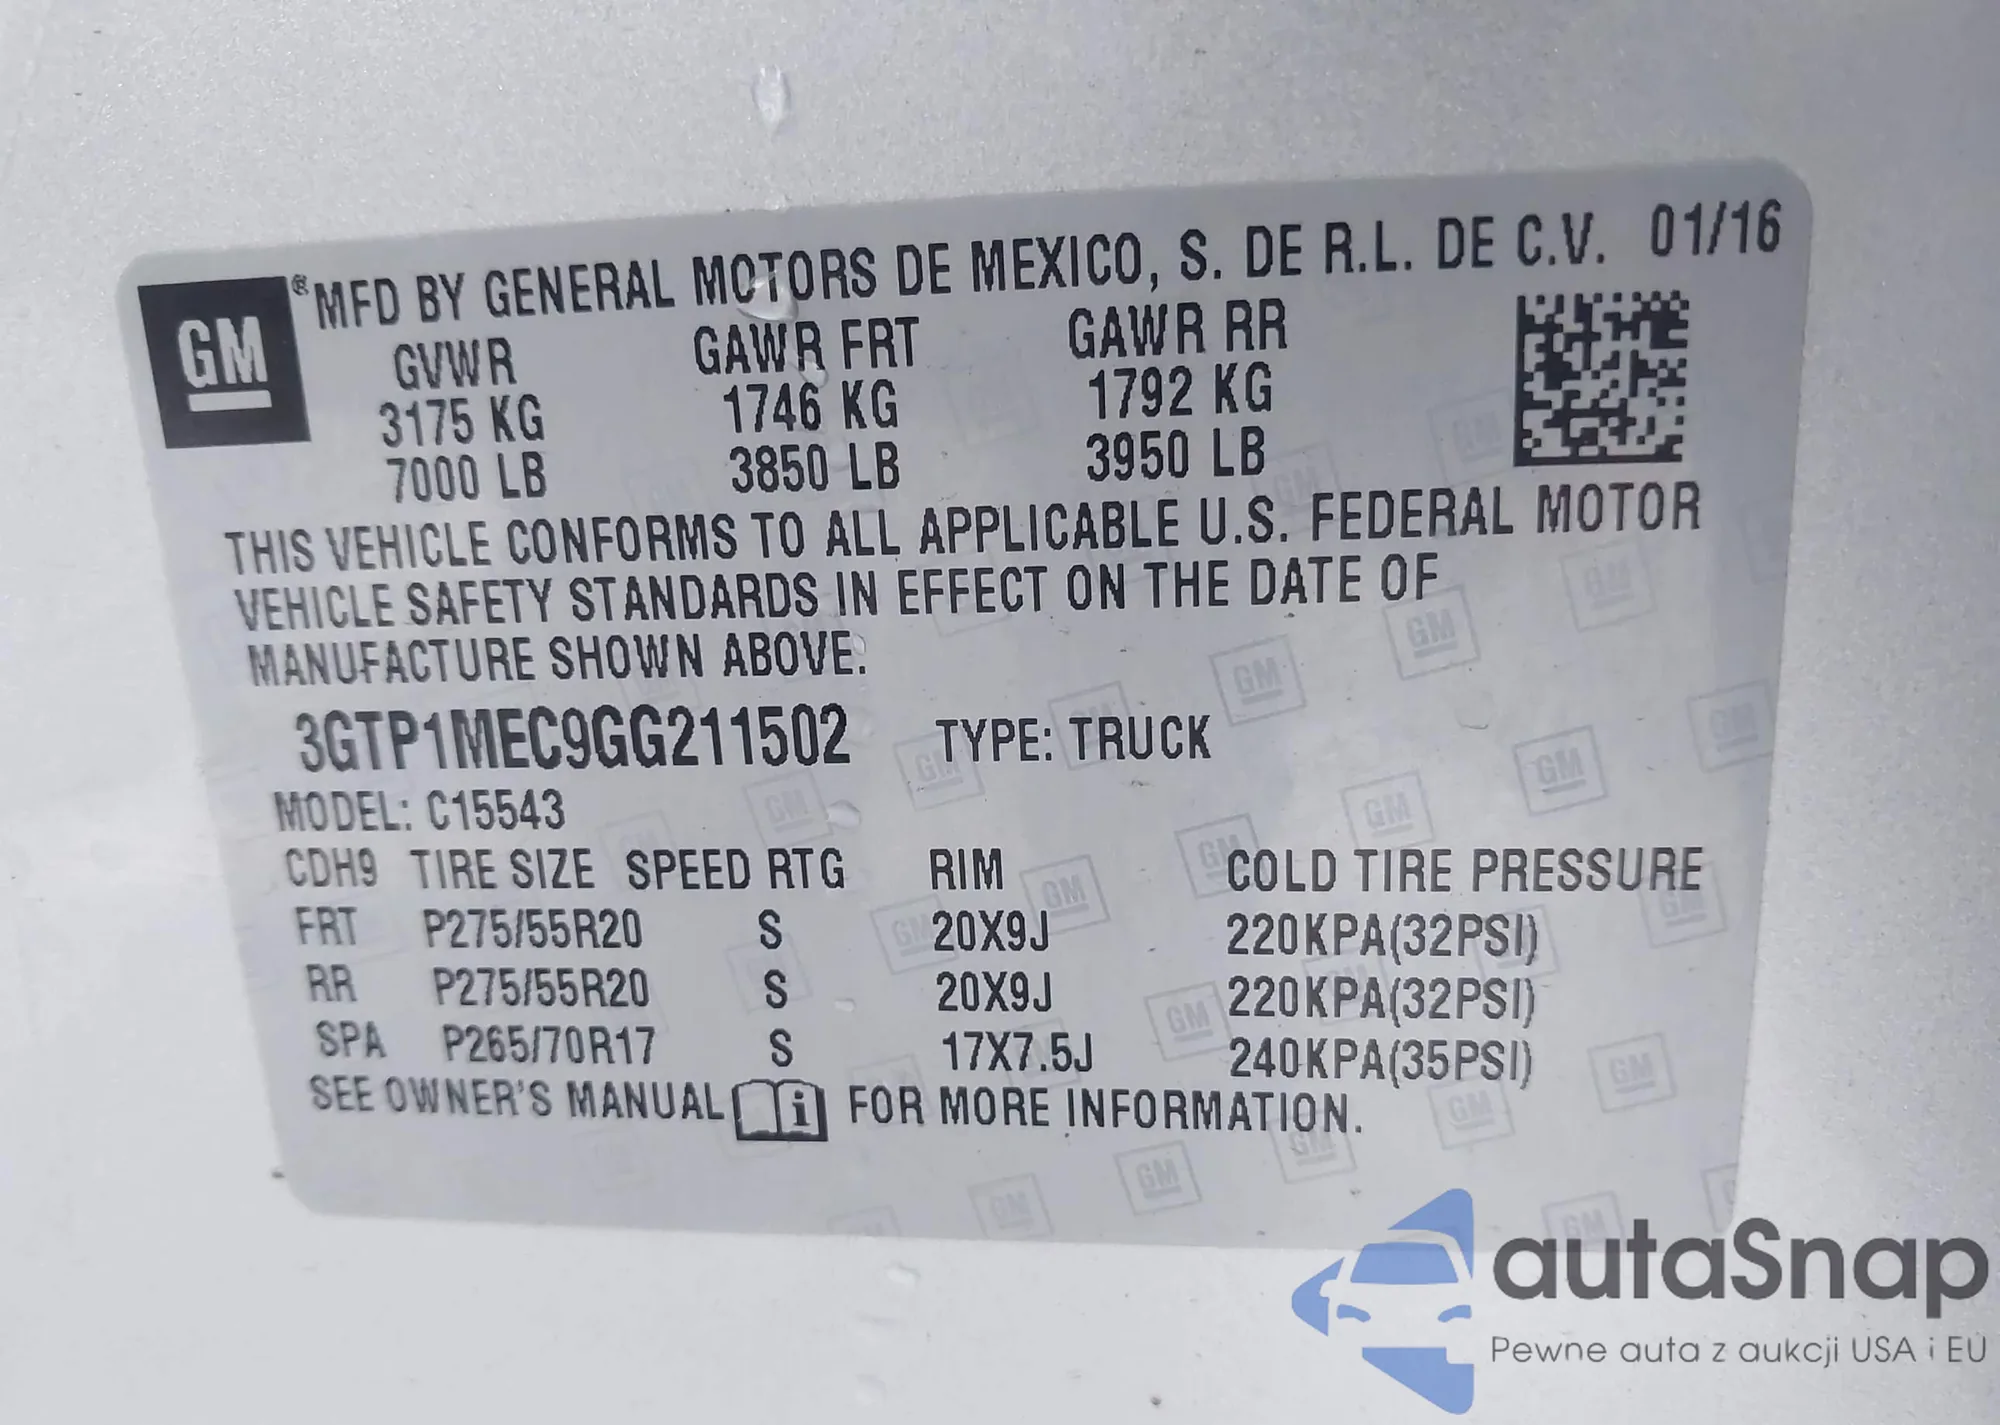 GM
® MFD BY GENERAL MOTORS DE MEXICO, S. DE R.L. DE C.V. 01/16
GVWR GAWR FRT GAWR RR
3175 KG 1746 KG 1792 KG
7000 LB 3850 LB 3950 LB
THIS VEHICLE CONFORMS TO ALL APPLICABLE U.S. FEDERAL MOTOR
VEHICLE SAFETY STANDARDS IN EFFECT ON THE DATE OF
MANUFACTURE SHOWN ABOVE.
3GTP1MEC9GG211502 TYPE: TRUCK
MODEL: C15543
CDH9 TIRE SIZE SPEED RTG RIM COLD TIRE PRESSURE
FRT P275/55R20 S 20X9J 220KPA(32PSI)
RR P275/55R20 S 20X9J 220KPA(32PSI)
SPA P265/70R17 S 17X7.5J 240KPA(35PSI)
SEE OWNER'S MANUAL i FOR MORE INFORMATION.
autaSnap
Pewne auta z aukcji USA i EU